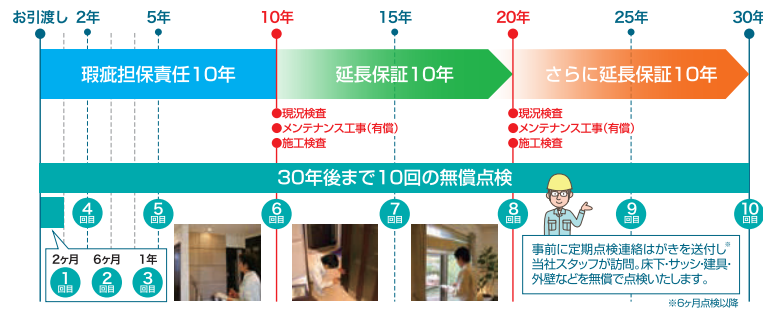 お引渡し 2年 5年 10年 15年 20年 25年 30年
瑕疵担保責任10年 延長保証10年 さらに延長保証10年
現況検査
メンテナンス工事(有償)
施工検査
現況検査
メンテナンス工事(有償)
施工検査
30年後まで10回の無償点検
4回目 5回目 6回目 7回目 8回目 9回目 10回目
2ヶ月 6ヶ月 1年
1回目 2回目 3回目
事前に定期点検連絡はがきを送付し※
当社スタッフが訪問。床下・サッシ・建具・
外壁などを無償で点検いたします。
※6ヶ月点検以降